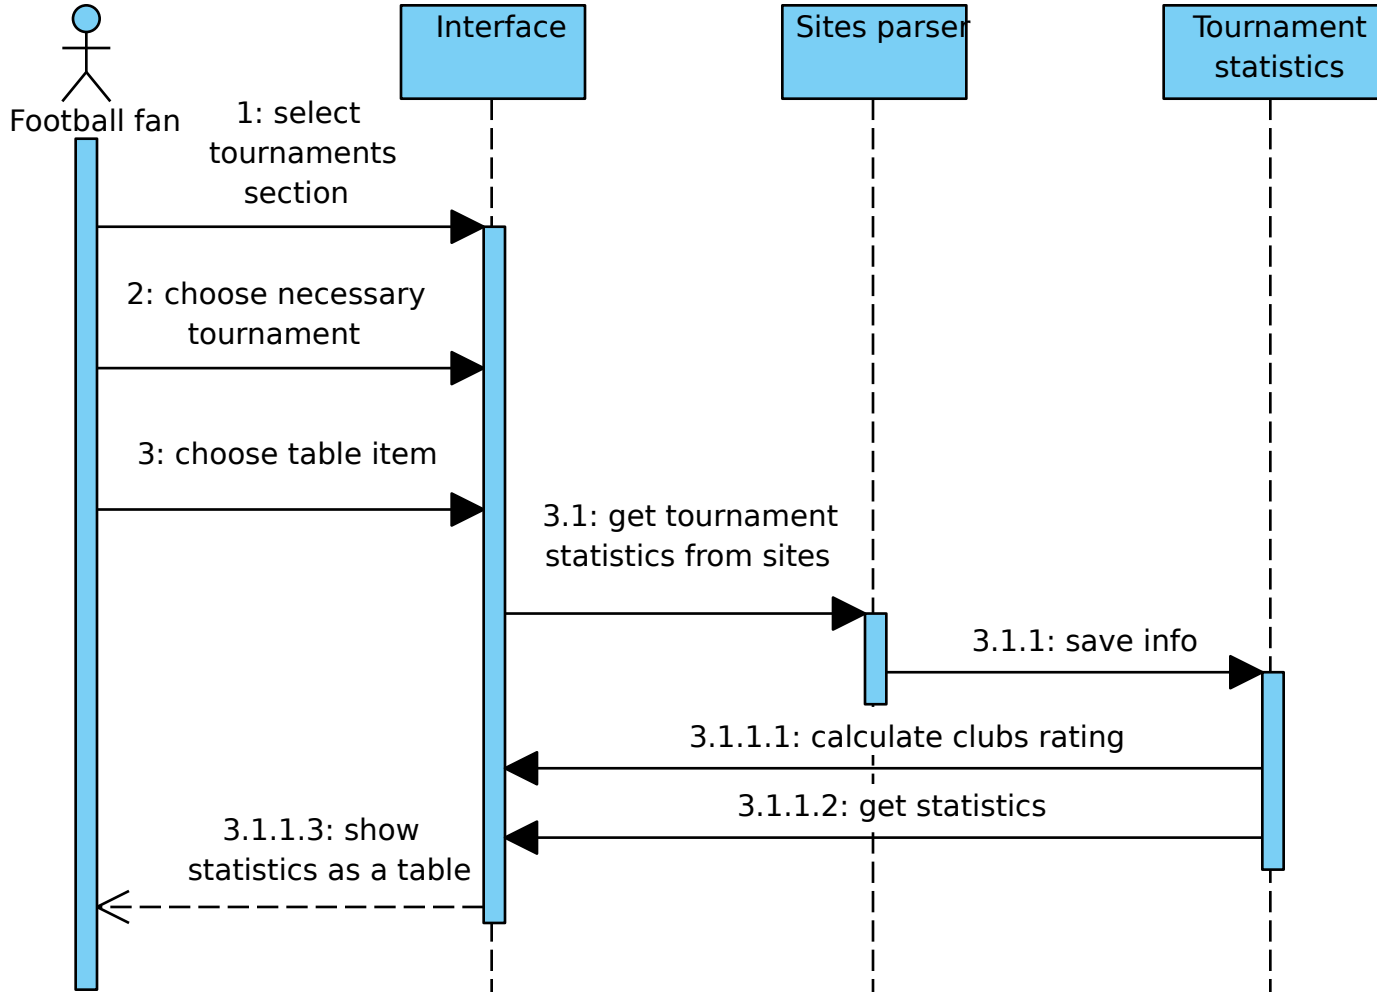 Interface
Sites parser
Tournament
statistics
Football fan
1: select
tournaments
section
2: choose necessary
tournament
3: choose table item
3.1: get tournament
statistics from sites
3.1.1: save info
3.1.1.1: calculate clubs rating
3.1.1.2: get statistics
3.1.1.3: show
statistics as a table